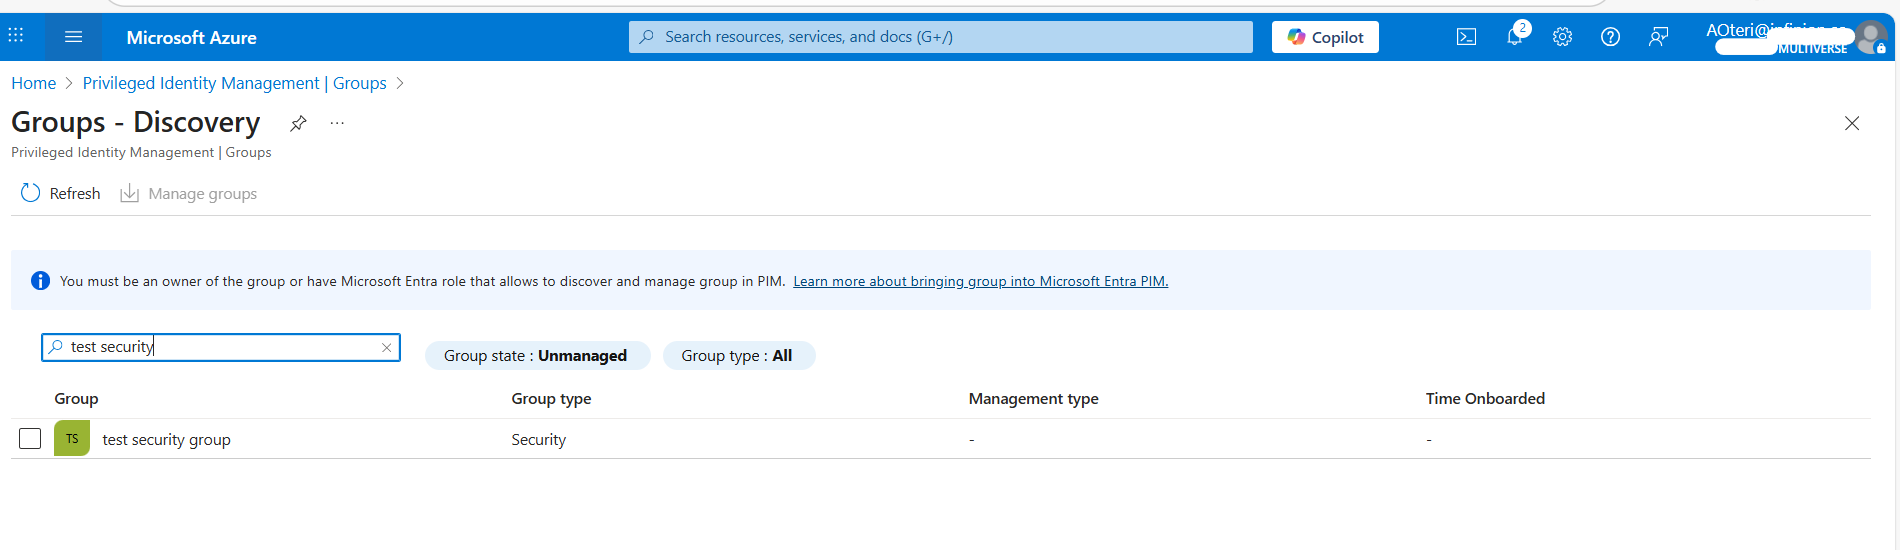 Microsoft Azure
Search resources, services, and docs (G+/)
Copilot
2
MULTIVERSE
Home > Privileged Identity Management | Groups >
Groups - Discovery
...
Privileged Identity Management | Groups
Refresh
Manage groups
You must be an owner of the group or have Microsoft Entra role that allows to discover and manage group in PIM. Learn more about bringing group into Microsoft Entra PIM.
test security
Group state : Unmanaged
Group type : All
Group Group type Management type Time Onboarded
TS test security group Security - -